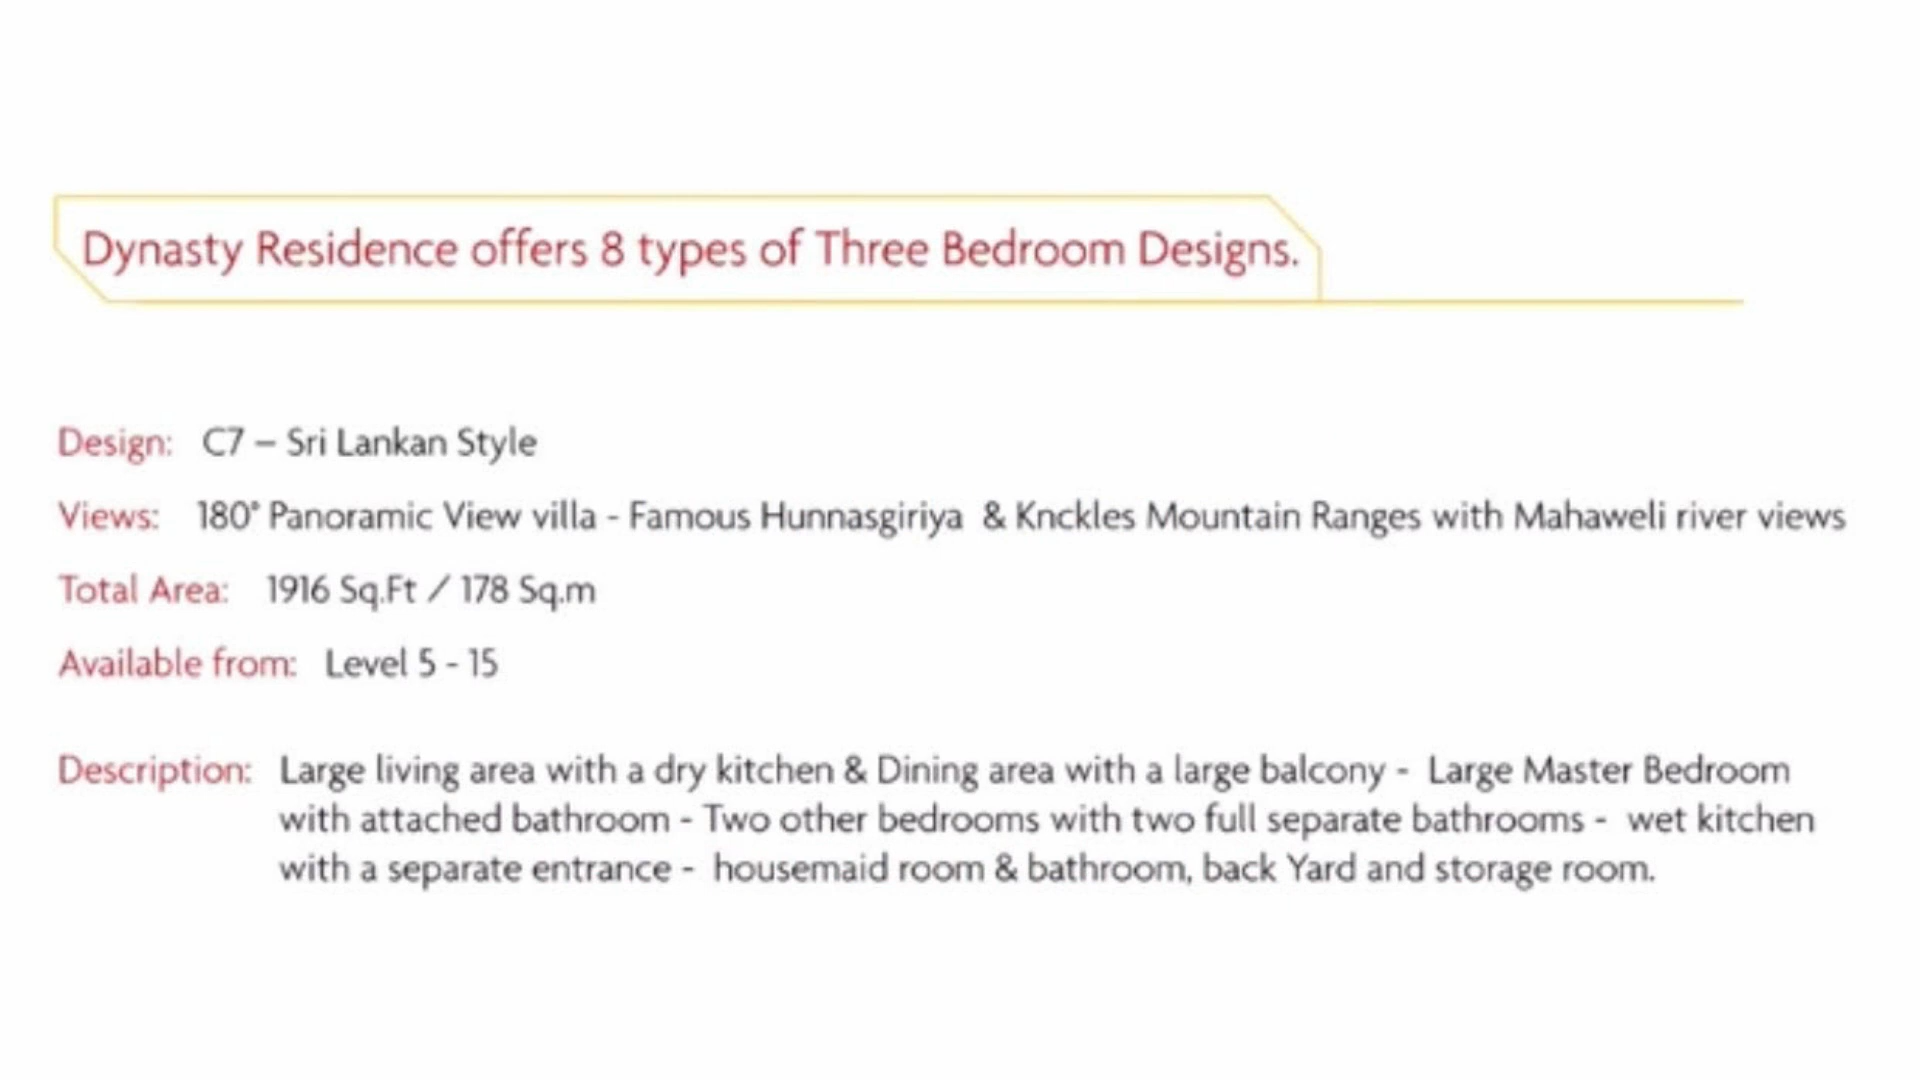 Dynasty Residence offers 8 types of Three Bedroom Designs.
Design: C7 – Sri Lankan Style
Views: 180° Panoramic View villa - Famous Hunnasgiriya & Knckles Mountain Ranges with Mahaweli river views
Total Area: 1916 Sq.Ft / 178 Sq.m
Available from: Level 5 - 15
Description: Large living area with a dry kitchen & Dining area with a large balcony - Large Master Bedroom
with attached bathroom - Two other bedrooms with two full separate bathrooms - wet kitchen
with a separate entrance - housemaid room & bathroom, back Yard and storage room.